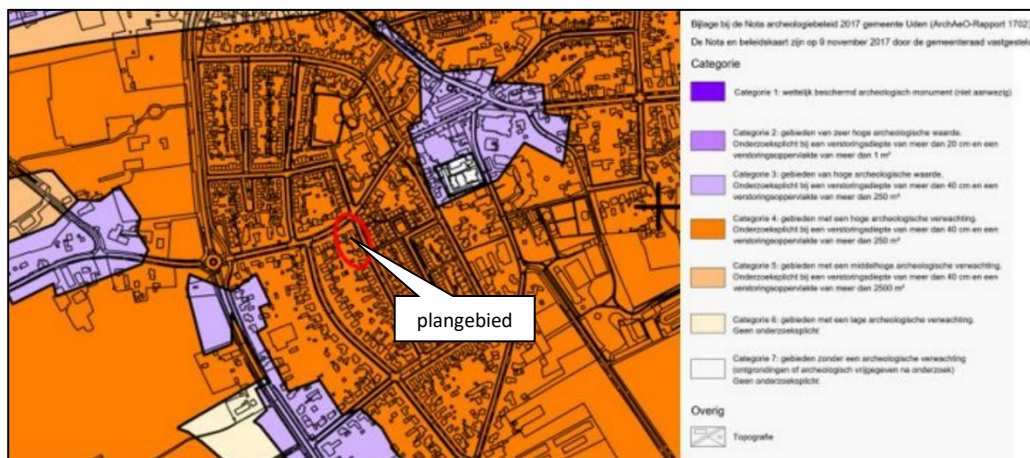 Bijlage bij de Nota archeologiebeleid 2017 gemeente Uden (ArchAeO-Rapport 1702)
De Nota en beleidskaart zijn op 9 november 2017 door de gemeenteraad vastgesteld
Categorie
Categorie 1: wettelijk beschermd archeologisch monument (niet aanwezig)
Categorie 2: gebieden van zeer hoge archeologische waarde.
Onderzoeksplicht bij een verstoringsdiepte van meer dan 20 cm en een
verstoringsoppervlakte van meer dan 1 m²
Categorie 3: gebieden van hoge archeologische waarde.
Onderzoeksplicht bij een verstoringsdiepte van meer dan 40 cm en een
verstoringsoppervlakte van meer dan 250 m²
Categorie 4: gebieden met een hoge archeologische verwachting.
Onderzoeksplicht bij een verstoringsdiepte van meer dan 40 cm en een
verstoringsoppervlakte van meer dan 250 m²
Categorie 5: gebieden met een middelhoge archeologische verwachting.
Onderzoeksplicht bij een verstoringsdiepte van meer dan 40 cm en een
verstoringsoppervlakte van meer dan 2500 m²
Categorie 6: gebieden met een lage archeologische verwachting.
Geen onderzoeksplicht
Categorie 7: gebieden zonder een archeologische verwachting
(ontgrondingen of archeologisch vrijgegeven na onderzoek)
Geen onderzoeksplicht
Overig
Topografie
plangebied